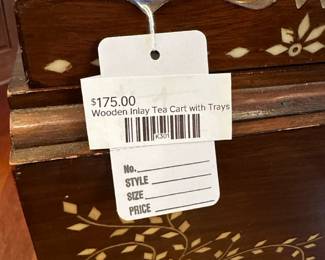 $175.00
Wooden Inlay Tea Cart with Trays
No.
STYLE
SIZE
PRICE